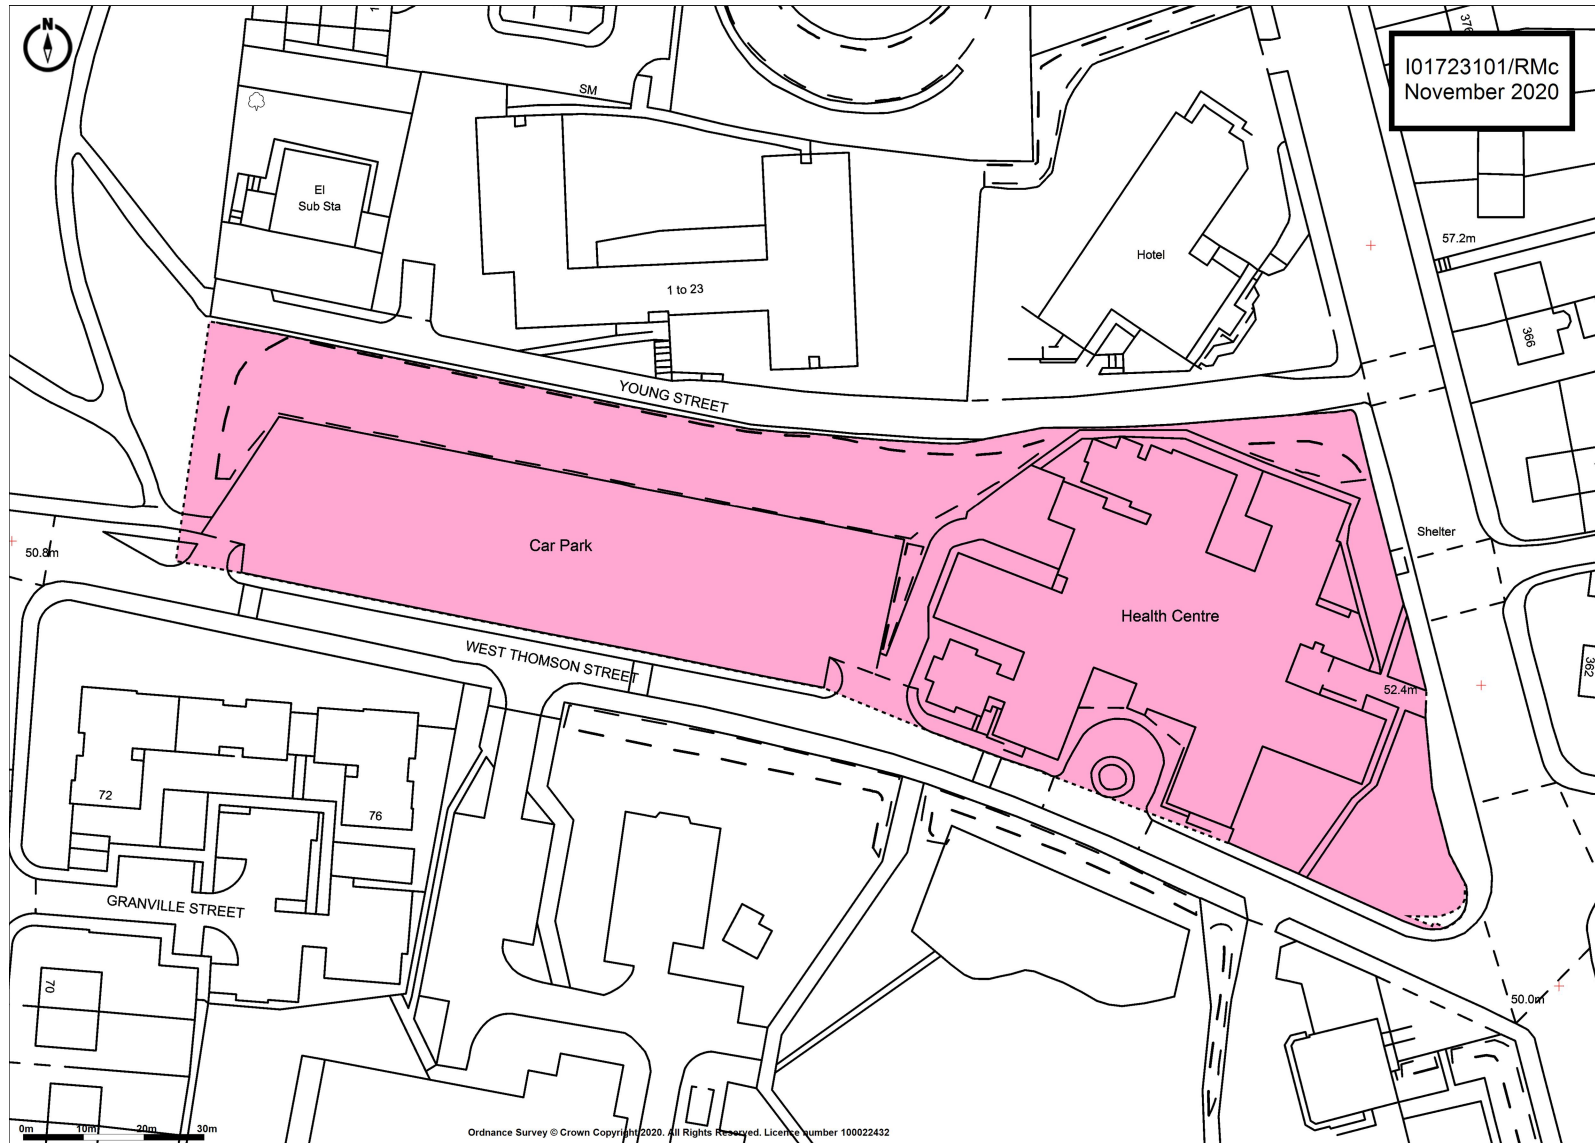 N
I01723101/RMc
November 2020
376
SM
El
Sub Sta
57.2m
Hotel
1 to 23
366
YOUNG STREET
Shelter
Car Park
50.8m
Health Centre
WEST THOMSON STREET
362
52.4m
72
76
GRANVILLE STREET
70
50.0m
0m 10m 20m 30m
Ordnance Survey © Crown Copyright 2020. All Rights Reserved. Licence number 100022432